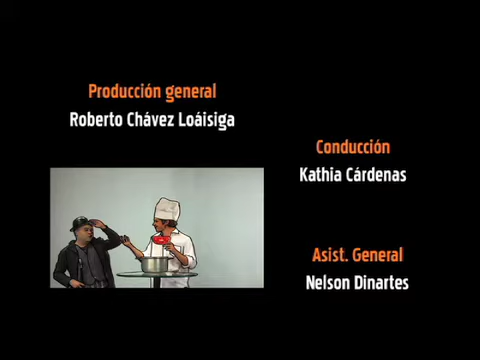 Producción general
Roberto Chávez Loáisiga
Conducción
Kathia Cárdenas
Asist. General
Nelson Dinartes